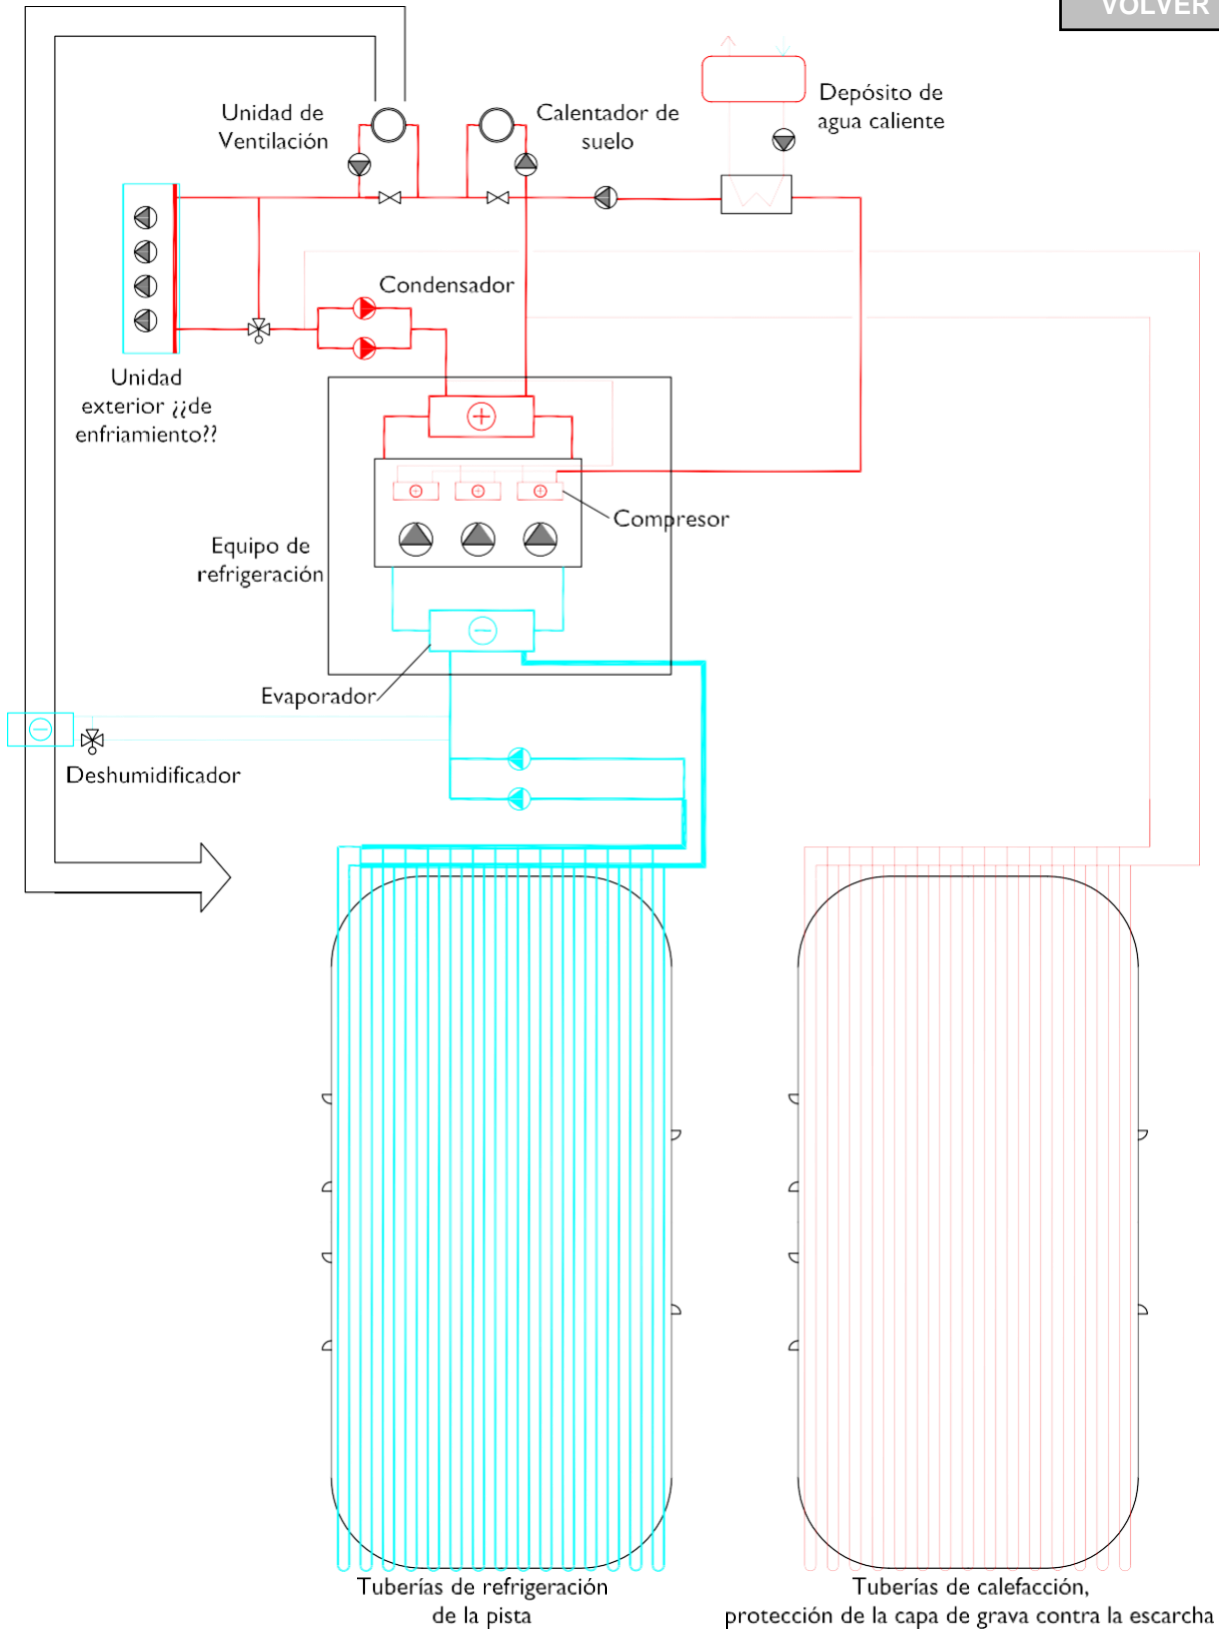 VOLVER
Unidad de
Ventilación
Calentador de
suelo
Depósito de
agua caliente
Condensador
Unidad
exterior ¿¿de
enfriamiento??
Compresor
Equipo de
refrigeración
Evaporador
Deshumidificador
Tuberías de refrigeración
de la pista
Tuberías de calefacción,
protección de la capa de grava contra la escarcha